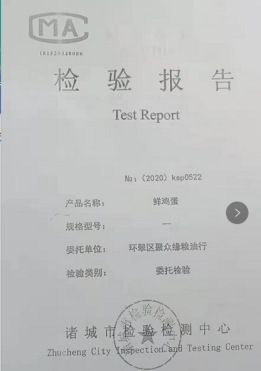 MA
检 验 报 告
Test Report
No:(2020) ksp0522
产品名称: 鲜鸡蛋
规格型号: —
委托单位: 环翠区聚众缘粮油行
检验类别: 委托检验
诸城市检验检测中心
Zhucheng City Inspection and Testing Center